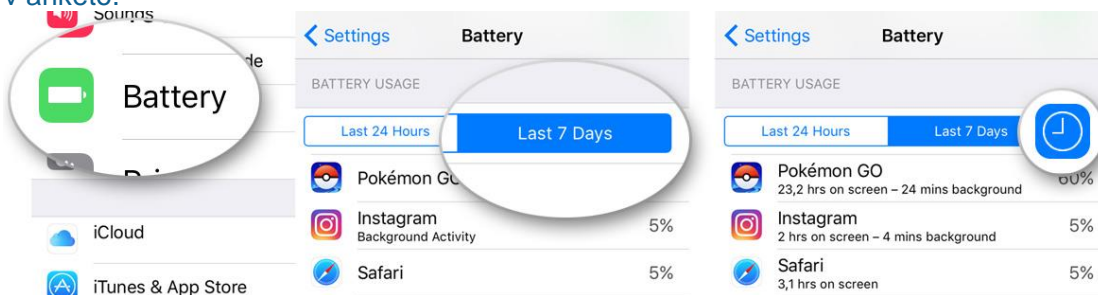 v anketo.
Sounds
Battery
iCloud
iTunes & App Store
Settings Battery
BATTERY USAGE
Last 24 Hours Last 7 Days
Pokémon GO
Instagram 5%
Background Activity
Safari 5%
Settings Battery
BATTERY USAGE
Last 24 Hours Last 7 Days
Pokémon GO 60%
23,2 hrs on screen – 24 mins background
Instagram 5%
2 hrs on screen – 4 mins background
Safari 5%
3,1 hrs on screen